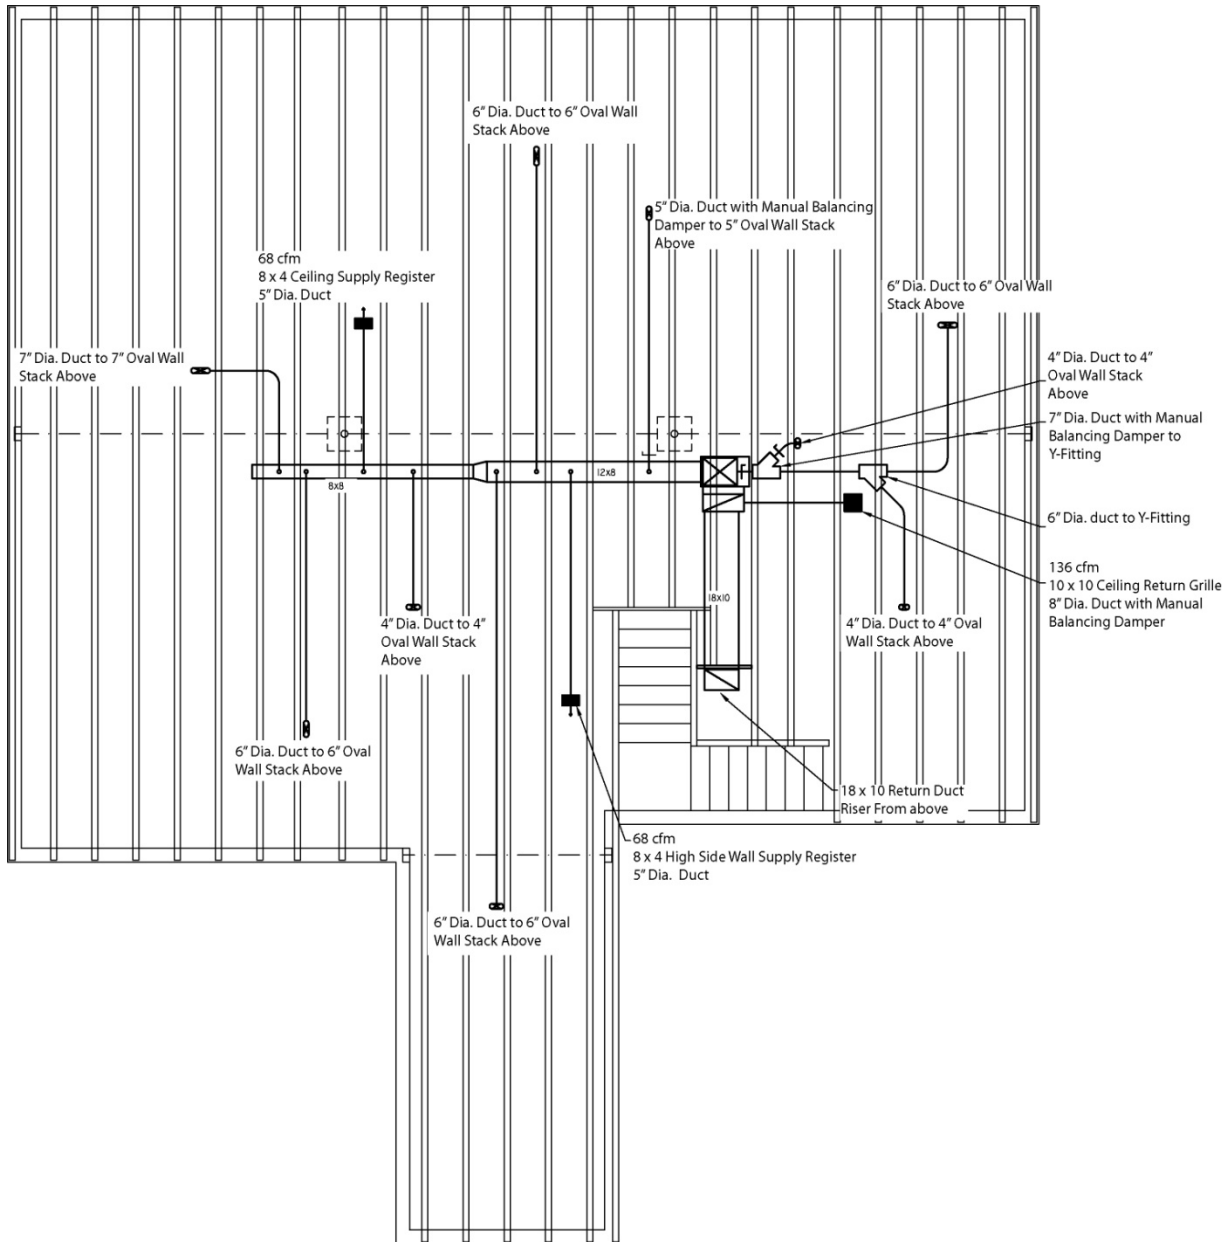 6” Dia. Duct to 6” Oval Wall
Stack Above
5” Dia. Duct with Manual Balancing
Damper to 5” Oval Wall Stack
Above
68 cfm
8 x 4 Ceiling Supply Register
5” Dia. Duct
6” Dia. Duct to 6” Oval Wall
Stack Above
7” Dia. Duct to 7” Oval Wall
Stack Above
4” Dia. Duct to 4”
Oval Wall Stack
Above
7” Dia. Duct with Manual
Balancing Damper to
Y-Fitting
8x8
12x8
6” Dia. duct to Y-Fitting
136 cfm
10 x 10 Ceiling Return Grille
8” Dia. Duct with Manual
Balancing Damper
18x10
4” Dia. Duct to 4”
Oval Wall Stack
Above
4” Dia. Duct to 4” Oval
Wall Stack Above
6” Dia. Duct to 6” Oval
Wall Stack Above
18 x 10 Return Duct
Riser From above
68 cfm
8 x 4 High Side Wall Supply Register
5” Dia. Duct
6” Dia. Duct to 6” Oval
Wall Stack Above